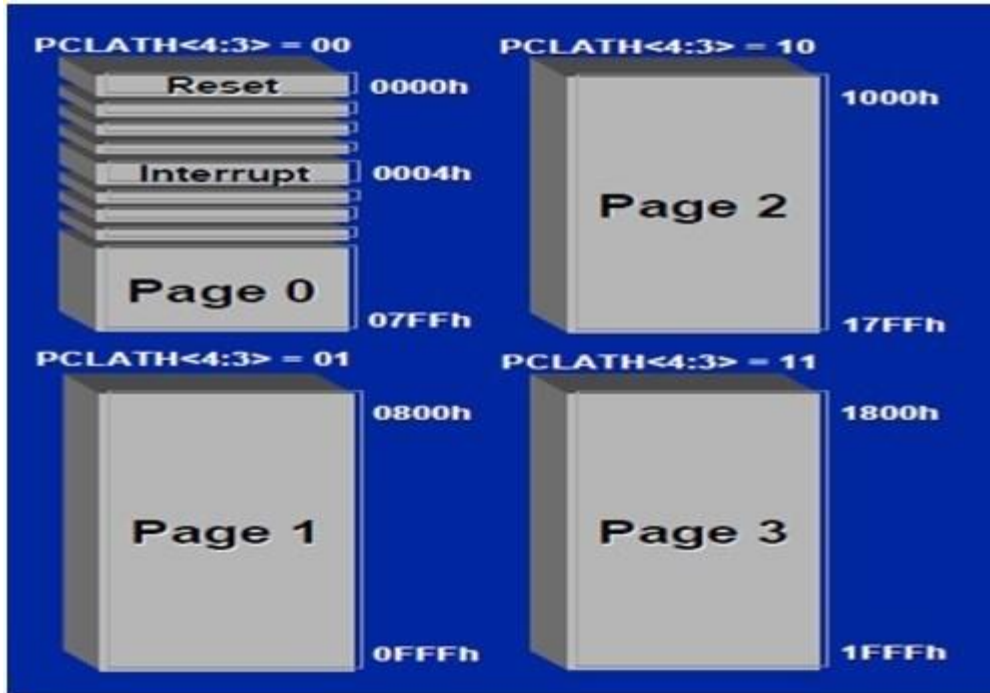 PCLATH<4:3> = 00
Reset
0000h
Interrupt
0004h
Page 0
07FFh
PCLATH<4:3> = 10
1000h
Page 2
17FFh
PCLATH<4:3> = 01
0800h
Page 1
0FFFh
PCLATH<4:3> = 11
1800h
Page 3
1FFFh